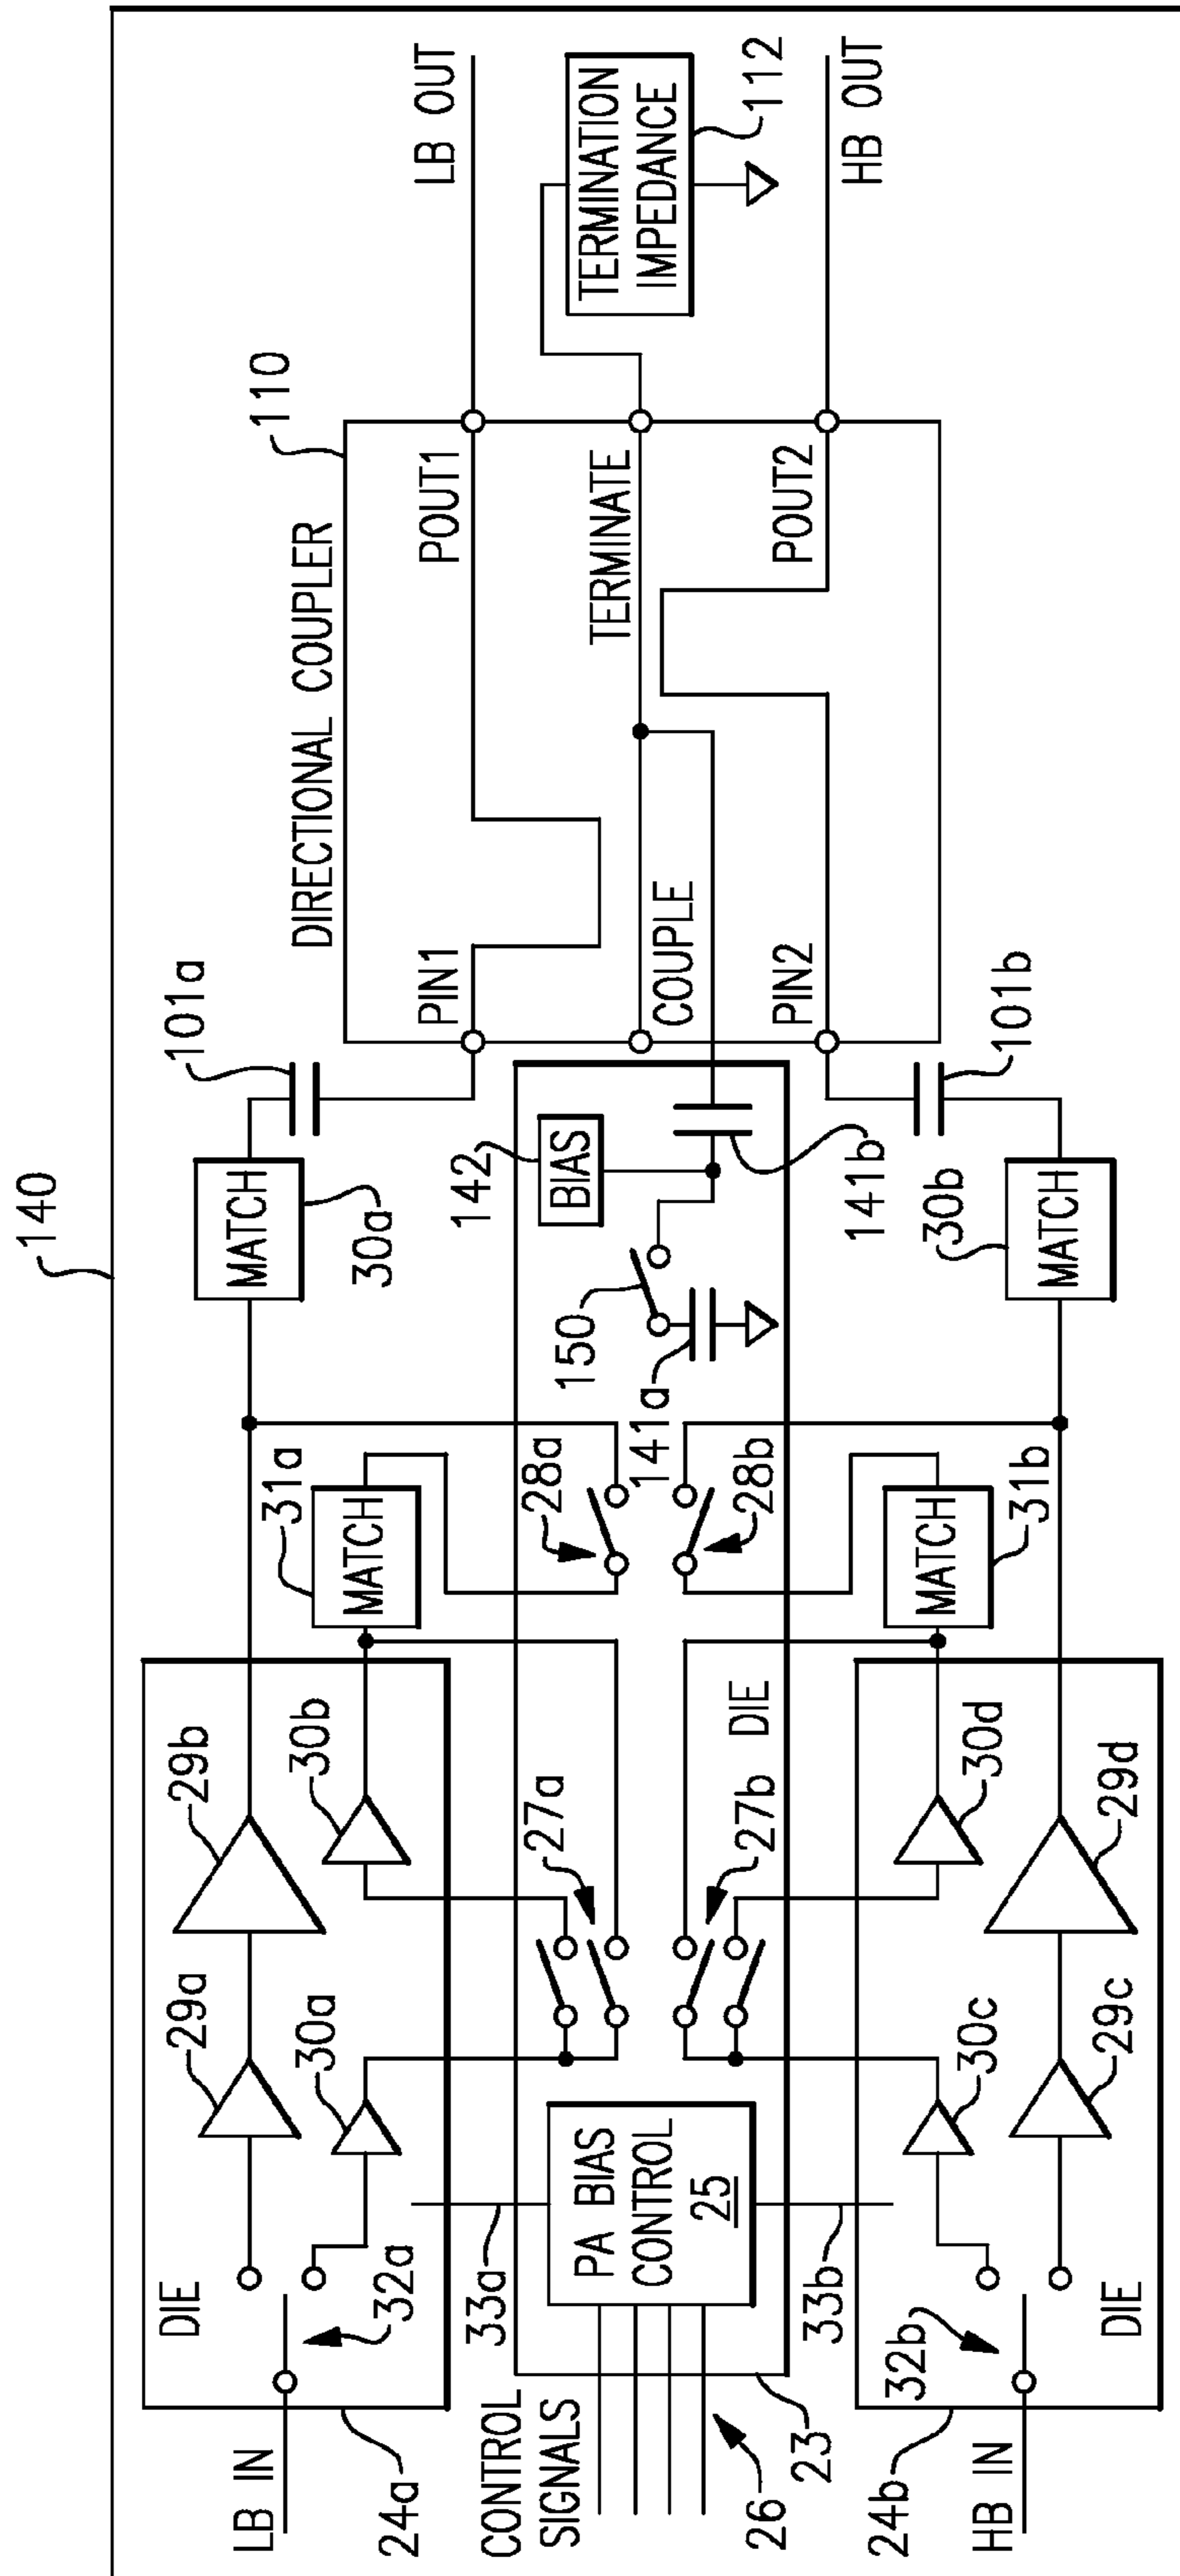 140
LB IN
24a
DIE
32a
29a
29b
30a
30b
31a
MATCH
MATCH
30a
101a
DIRECTIONAL COUPLER
110
PIN1
POUT1
LB OUT
CONTROL
SIGNALS
26
23
33a
33b
PA BIAS
CONTROL
25
27a
27b
DIE
28a
28b
141a
150
142
BIAS
141b
COUPLE
TERMINATE
TERMINATION
IMPEDANCE
112
HB IN
24b
DIE
32b
30c
29c
30d
29d
MATCH
31b
MATCH
30b
101b
PIN2
POUT2
HB OUT